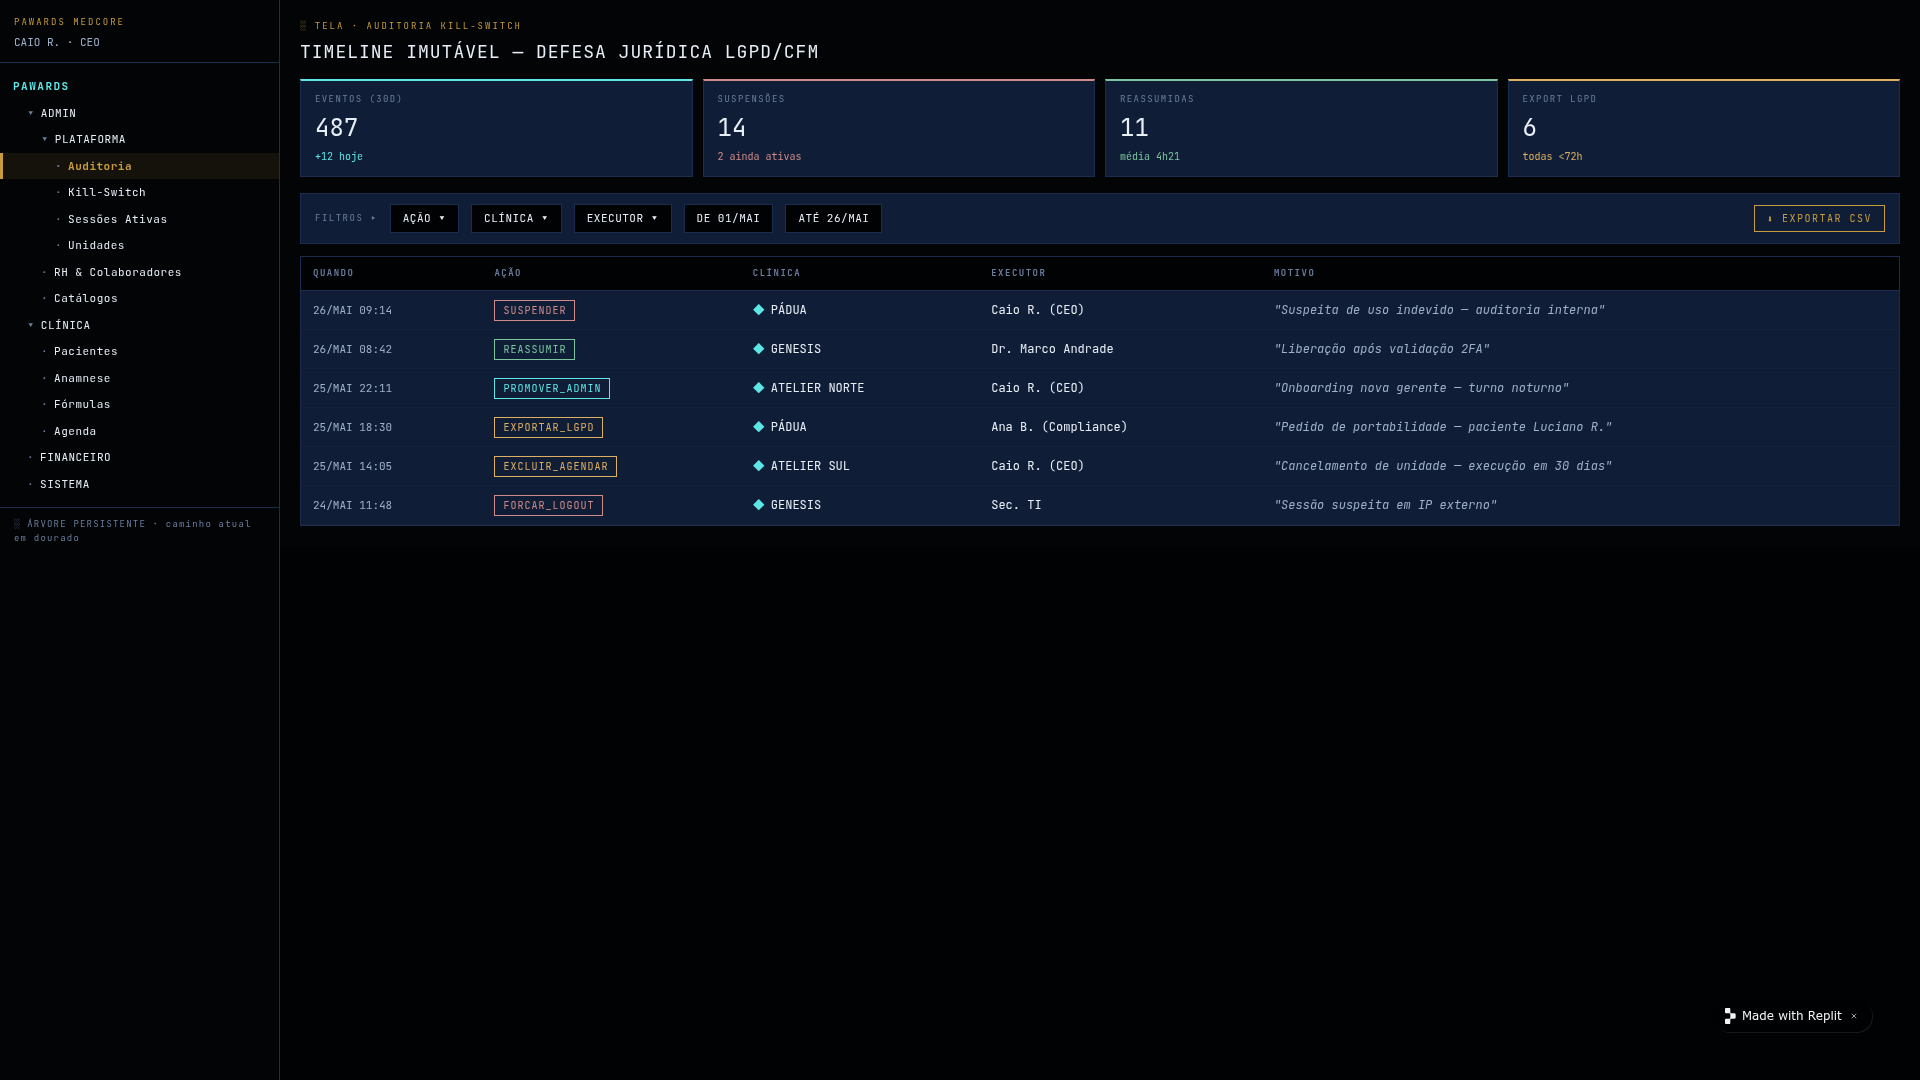 PAWARDS MEDCORE
CAIO R. · CEO
PAWARDS
▾ ADMIN
▾ PLATAFORMA
· Auditoria
· Kill-Switch
· Sessões Ativas
· Unidades
· RH & Colaboradores
· Catálogos
▾ CLÍNICA
· Pacientes
· Anamnese
· Fórmulas
· Agenda
· FINANCEIRO
· SISTEMA
░ ÁRVORE PERSISTENTE · caminho atual
em dourado
░ TELA · AUDITORIA KILL-SWITCH
TIMELINE IMUTÁVEL — DEFESA JURÍDICA LGPD/CFM
EVENTOS (30D)
487
+12 hoje
SUSPENSÕES
14
2 ainda ativas
REASSUMIDAS
11
média 4h21
EXPORT LGPD
6
todas <72h
FILTROS ▸ AÇÃO ▾ CLÍNICA ▾ EXECUTOR ▾ DE 01/MAI ATÉ 26/MAI ⬇ EXPORTAR CSV
QUANDO AÇÃO CLÍNICA EXECUTOR MOTIVO
26/MAI 09:14 SUSPENDER ◆ PÁDUA Caio R. (CEO) "Suspeita de uso indevido — auditoria interna"
26/MAI 08:42 REASSUMIR ◆ GENESIS Dr. Marco Andrade "Liberação após validação 2FA"
25/MAI 22:11 PROMOVER_ADMIN ◆ ATELIER NORTE Caio R. (CEO) "Onboarding nova gerente — turno noturno"
25/MAI 18:30 EXPORTAR_LGPD ◆ PÁDUA Ana B. (Compliance) "Pedido de portabilidade — paciente Luciano R."
25/MAI 14:05 EXCLUIR_AGENDAR ◆ ATELIER SUL Caio R. (CEO) "Cancelamento de unidade — execução em 30 dias"
24/MAI 11:48 FORCAR_LOGOUT ◆ GENESIS Sec. TI "Sessão suspeita em IP externo"
Made with Replit ×